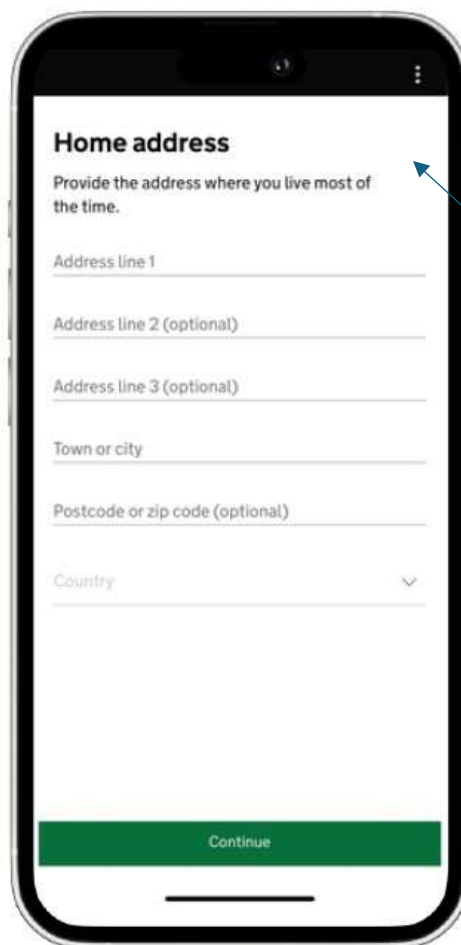 Home address
Provide the address where you live most of
the time.
Address line 1
Address line 2 (optional)
Address line 3 (optional)
Town or city
Postcode or zip code (optional)
Country
Continue